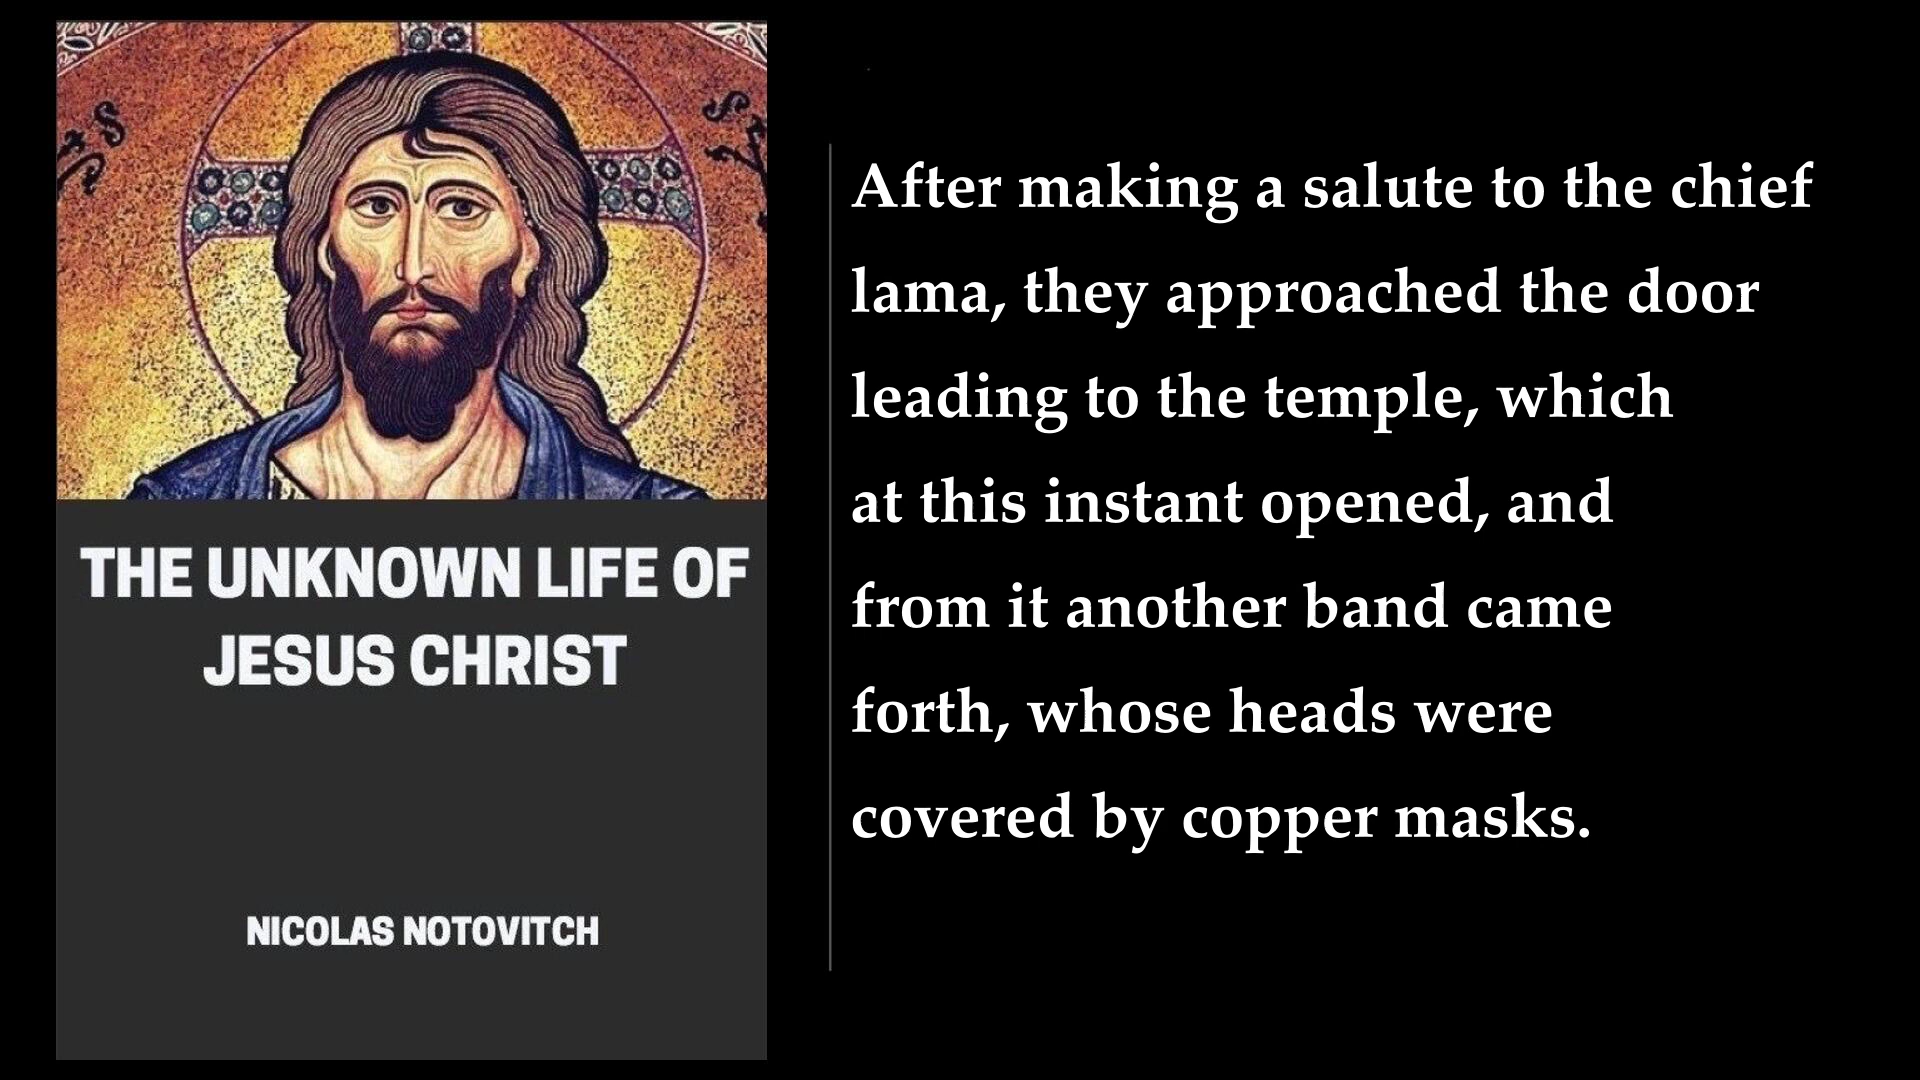 THE UNKNOWN LIFE OF
JESUS CHRIST
NICOLAS NOTOVITCH
After making a salute to the chief
lama, they approached the door
leading to the temple, which
at this instant opened, and
from it another band came
forth, whose heads were
covered by copper masks.